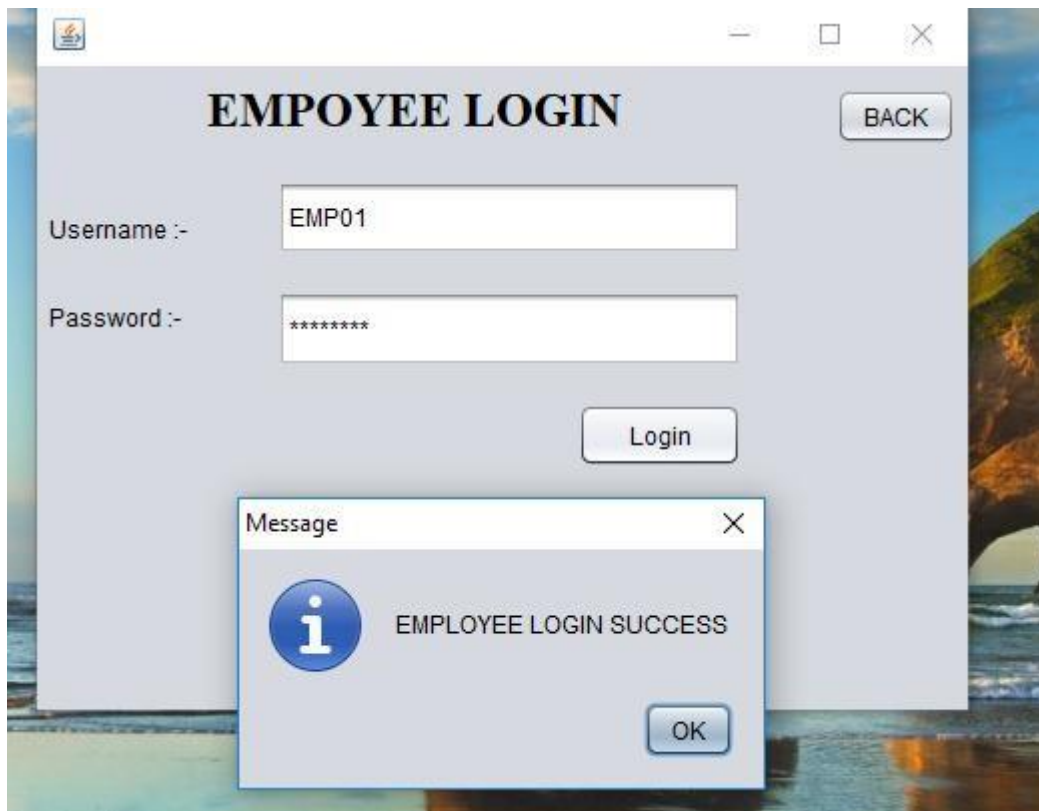 EMPOYEE LOGIN
BACK
Username :-
EMP01
Password :-
********
Login
Message
EMPLOYEE LOGIN SUCCESS
OK